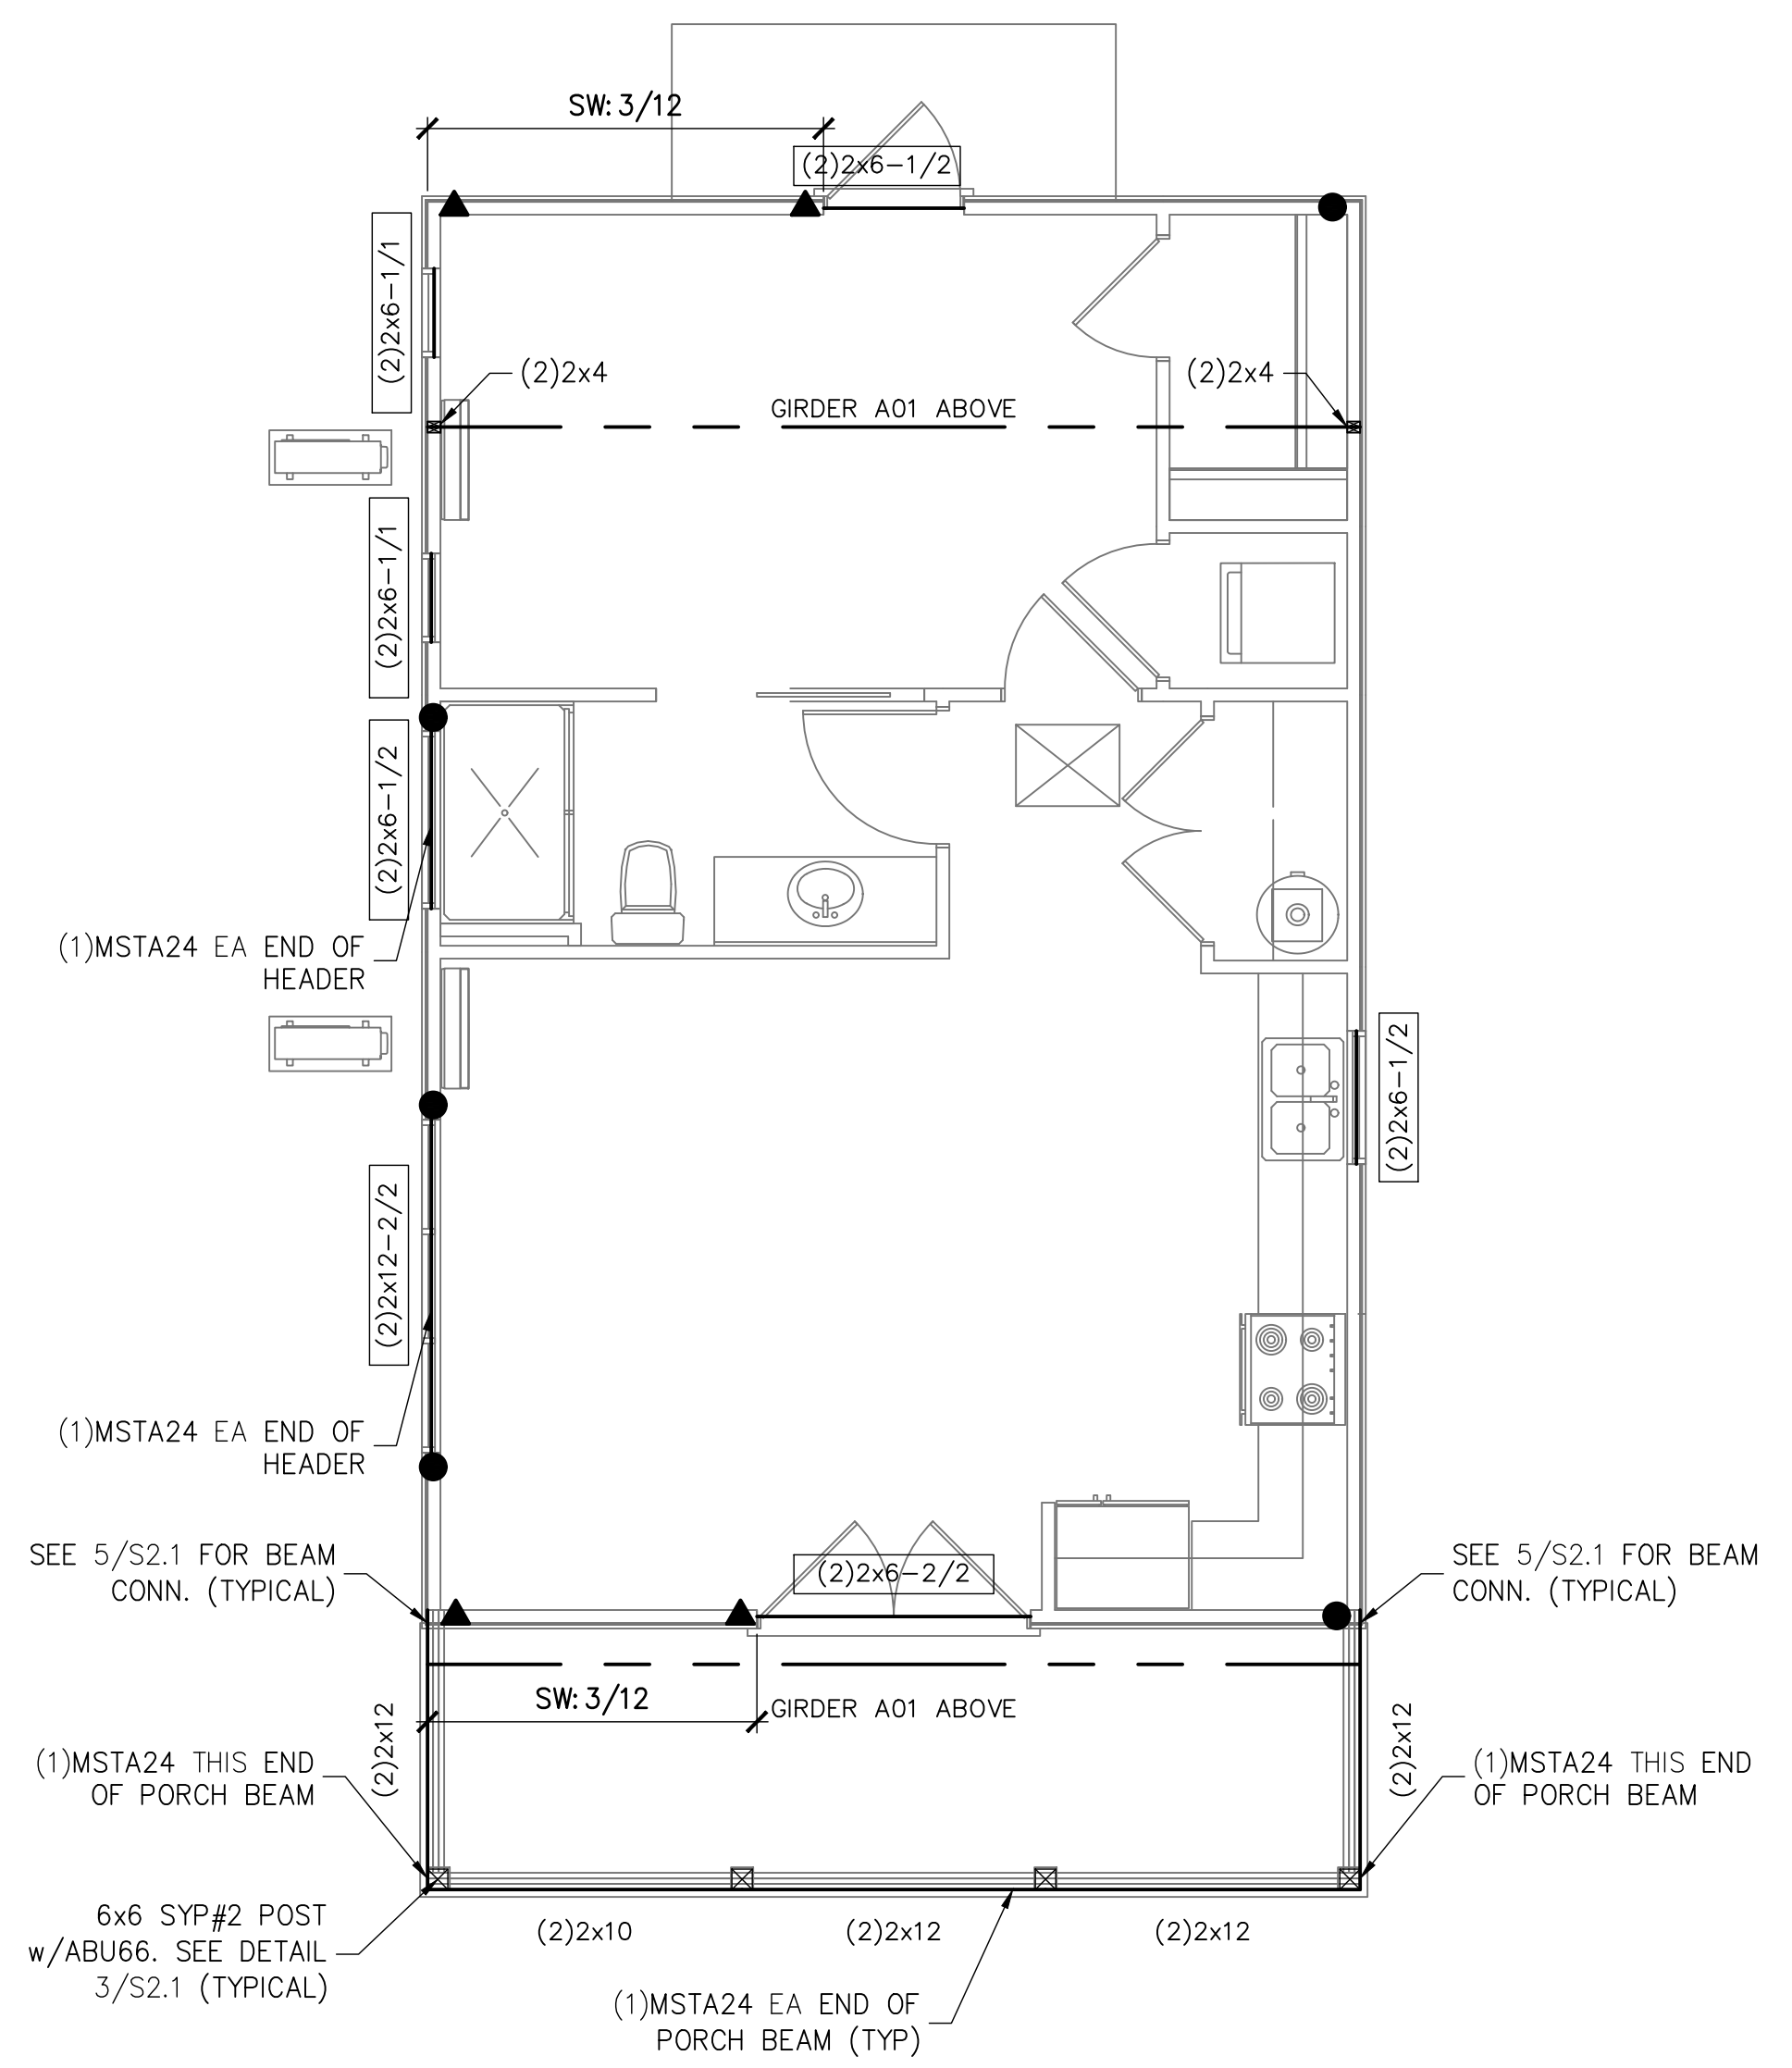 SW: 3/12
(2)2x6-1/2
(2)2x6-1/1
(2)2x4
(2)2x4
GIRDER A01 ABOVE
(2)2x6-1/1
(2)2x6-1/2
(1)MSTA24 EA END OF
HEADER
(2)2x6-1/2
(2)2x12-2/2
(1)MSTA24 EA END OF
HEADER
SEE 5/S2.1 FOR BEAM
CONN. (TYPICAL)
(2)2x6-2/2
SEE 5/S2.1 FOR BEAM
CONN. (TYPICAL)
SW: 3/12
GIRDER A01 ABOVE
(2)2x12
(2)2x12
(1)MSTA24 THIS END
OF PORCH BEAM
(1)MSTA24 THIS END
OF PORCH BEAM
6x6 SYP#2 POST
w/ABU66. SEE DETAIL
3/S2.1 (TYPICAL)
(2)2x10
(2)2x12
(2)2x12
(1)MSTA24 EA END OF
PORCH BEAM (TYP)